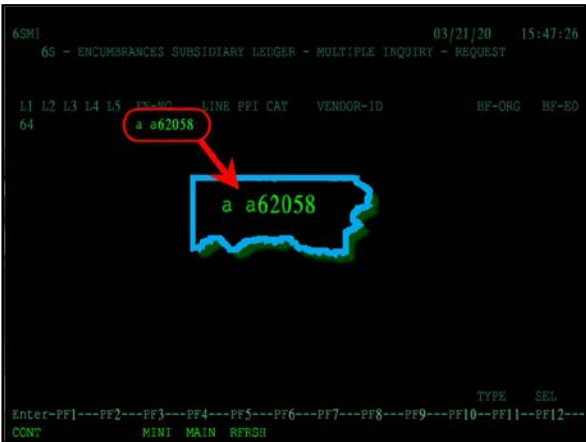 6SMI 03/21/20 15:47:26
6S - ENCUMBRANCES SUBSIDIARY LEDGER - MULTIPLE INQUIRY - REQUEST
L1 L2 L3 L4 L5 EN-NO LINE PPI CAT VENDOR-ID BF-ORG BF-EO
64 a a62058
a a62058
TYPE SEL
Enter-PF1---PF2---PF3---PF4---PF5---PF6---PF7---PF8---PF9---PF10--PF11--PF12---
CONT MINI MAIN RFRSH